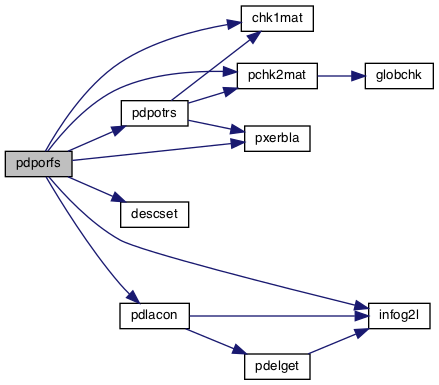 chk1mat
pchk2mat
globchk
pdpotrs
pxerbla
pdporfs
descset
pdlacon
infog2l
pdelget